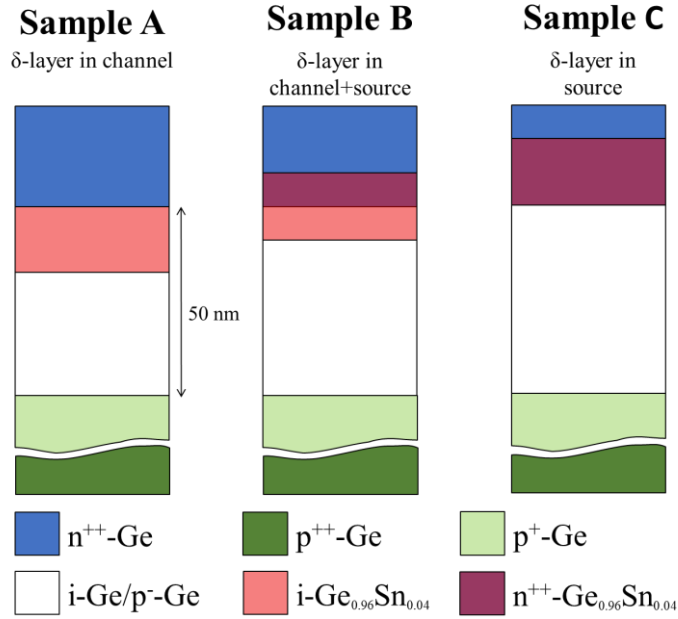 Sample A
δ-layer in channel
Sample B
δ-layer in
channel+source
Sample C
δ-layer in
source
50 nm
n⁺⁺-Ge
p⁺⁺-Ge
p⁺-Ge
i-Ge/p⁻-Ge
i-Ge₀.₉₆Sn₀.₀₄
n⁺⁺-Ge₀.₉₆Sn₀.₀₄